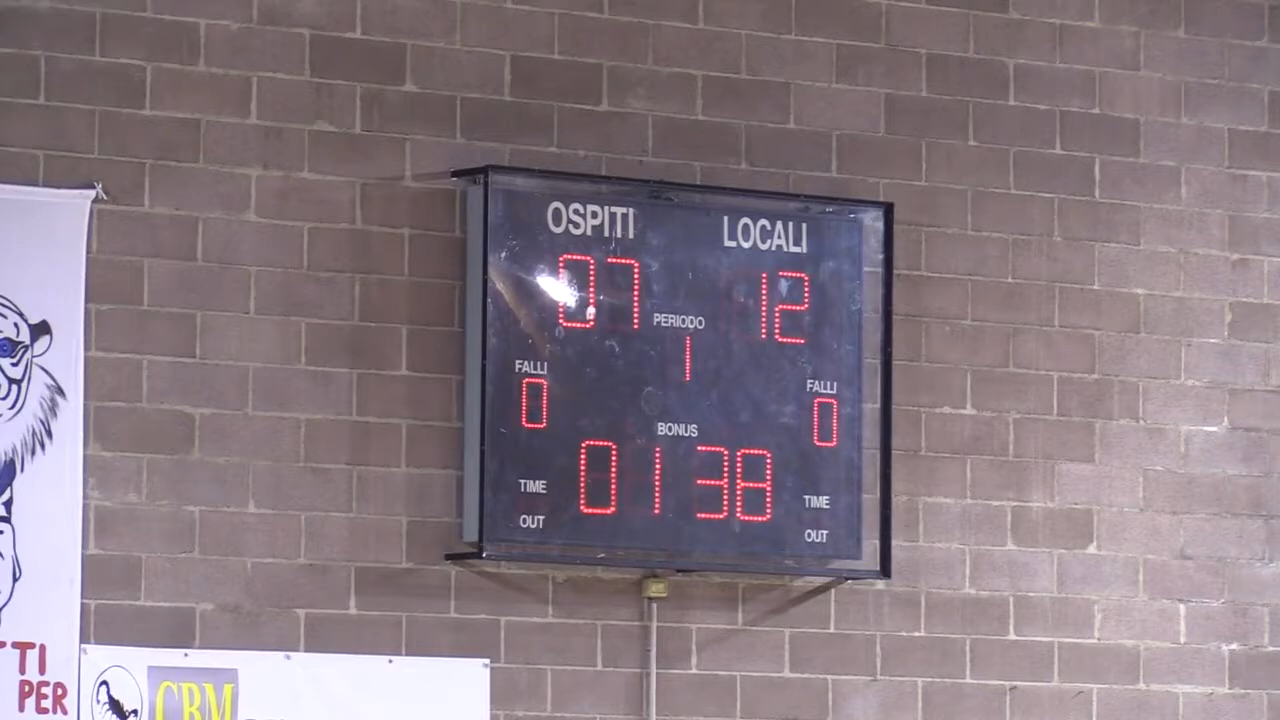 OSPITI LOCALI
07 12
PERIODO
1
FALLI FALLI
0 0
BONUS
01 38
TIME TIME
OUT OUT
TI
PER
CBM